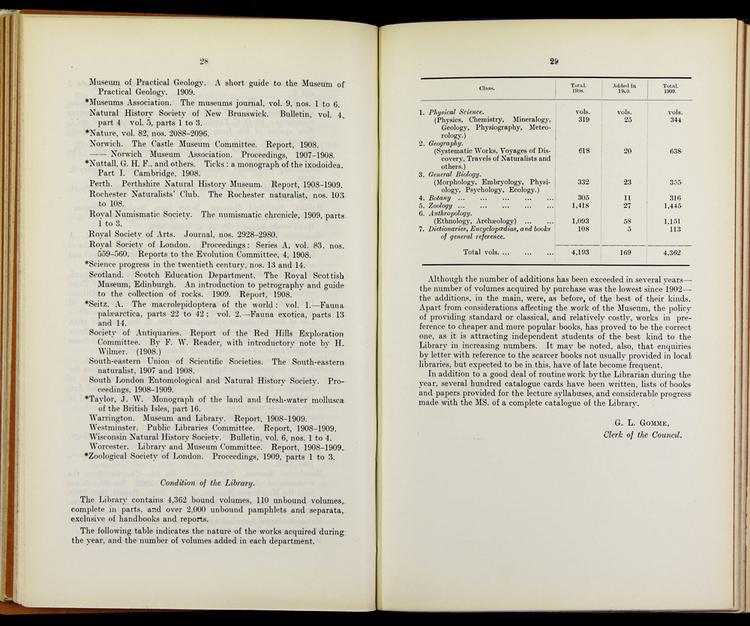 28
Museum of Practical Geology. A short guide to the Museum of
Practical Geology. 1909.
*Museums Association. The museums journal, vol. 9, nos. 1 to 6.
Natural History Society of New Brunswick. Bulletin, vol. 4,
part 4 vol. 5, parts 1 to 3.
*Nature, vol. 82, nos. 2088-2096.
Norwich. The Castle Museum Committee. Report, 1908.
—— Norwich Museum Association. Proceedings, 1907-1908.
*Nuttall, G. H. F., and others. Ticks : a monograph of the ixodoidea.
Part I. Cambridge, 1908.
Perth. Perthshire Natural History Museum. Report, 1908-1909.
Rochester Naturalists' Club. The Rochester naturalist, nos. 103
to 108.
Royal Numismatic Society. The numismatic chronicle, 1909, parts
1 to 3.
Royal Society of Arts. Journal, nos. 2928-2980.
Royal Society of London. Proceedings : Series A, vol. 83, nos.
559-560. Reports to the Evolution Committee, 4, 1908.
*Science progress in the twentieth century, nos. 13 and 14.
Scotland. Scotch Education Department. The Royal Scottish
Museum, Edinburgh. An introduction to petrography and guide
to the collection of rocks. 1909. Report, 1908.
*Seitz, A. The macrolepidoptera of the world : vol. 1.—Fauna
palæarctica, parts 22 to 42 ; vol. 2.—Fauna exotica, parts 13
and 14.
Society of Antiquaries. Report of the Red Hills Exploration
Committee. By F. W. Reader, with introductory note by H.
Wilmer. (1908.)
South-eastern Union of Scientific Societies. The South-eastern
naturalist, 1907 and 1908.
South London Entomological and Natural History Society. Pro-
ceedings, 1908-1909.
*Taylor, J. W. Monograph of the land and fresh-water mollusca
of the British Isles, part 16.
Warrington. Museum and Library. Report, 1908-1909.
Westminster. Public Libraries Committee. Report, 1908-1909.
Wisconsin Natural History Society. Bulletin, vol. 6, nos. 1 to 4.
Worcester. Library and Museum Committee. Report, 1908-1909.
*Zoological Society of London. Proceedings, 1909, parts 1 to 3.
Condition of the Library.
The Library contains 4,362 bound volumes, 110 unbound volumes,
complete in parts, and over 2,000 unbound pamphlets and separata,
exclusive of handbooks and reports.
The following table indicates the nature of the works acquired during
the year, and the number of volumes added in each department.
29
Class. Total. 1908. Added in 1909. Total. 1909.
vols. vols. vols.
1. Physical Science.
(Physics, Chemistry, Mineralogy, 319 25 344
Geology, Physiography, Meteo-
rology.)
2. Geography.
(Systematic Works, Voyages of Dis- 618 20 638
covery, Travels of Naturalists and
others.)
3. General Biology.
(Morphology, Embryology, Physi- 332 23 355
ology, Psychology, Ecology.)
4. Botany ... ... ... ... ... 305 11 316
5. Zoology ... ... ... ... ... 1,418 27 1,445
6. Anthropology.
(Ethnology, Archæology) ... ... 1,093 58 1,151
7. Dictionaries, Encyclopædias, and books 108 5 113
of general reference.
Total vols. ... ... ... 4,193 169 4,362
Although the number of additions has been exceeded in several years—
the number of volumes acquired by purchase was the lowest since 1902—
the additions, in the main, were, as before, of the best of their kinds.
Apart from considerations affecting the work of the Museum, the policy
of providing standard or classical, and relatively costly, works in pre-
ference to cheaper and more popular books, has proved to be the correct
one, as it is attracting independent students of the best kind to the
Library in increasing numbers. It may be noted, also, that enquiries
by letter with reference to the scarcer books not usually provided in local
libraries, but expected to be in this, have of late become frequent.
In addition to a good deal of routine work by the Librarian during the
year, several hundred catalogue cards have been written, lists of books
and papers provided for the lecture syllabuses, and considerable progress
made with the MS. of a complete catalogue of the Library.
G. L. GOMME,
Clerk of the Council.